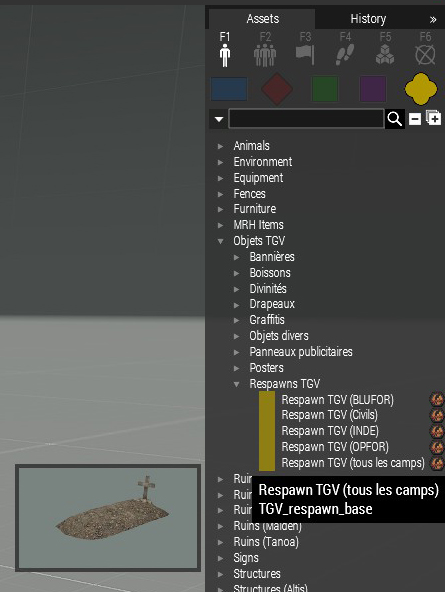 Assets
History
»
F1
F2
F3
F4
F5
F6
Animals
Environment
Equipment
Fences
Furniture
MRH Items
Objets TGV
Bannières
Boissons
Divinités
Drapeaux
Graffitis
Objets divers
Panneaux publicitaires
Posters
Respawns TGV
Respawn TGV (BLUFOR)
Respawn TGV (Civils)
Respawn TGV (INDE)
Respawn TGV (OPFOR)
Respawn TGV (tous les camps)
Respawn TGV (tous les camps)
TGV_respawn_base
Ruins (Malden)
Ruins (Tanoa)
Signs
Structures
Structures (Altis)